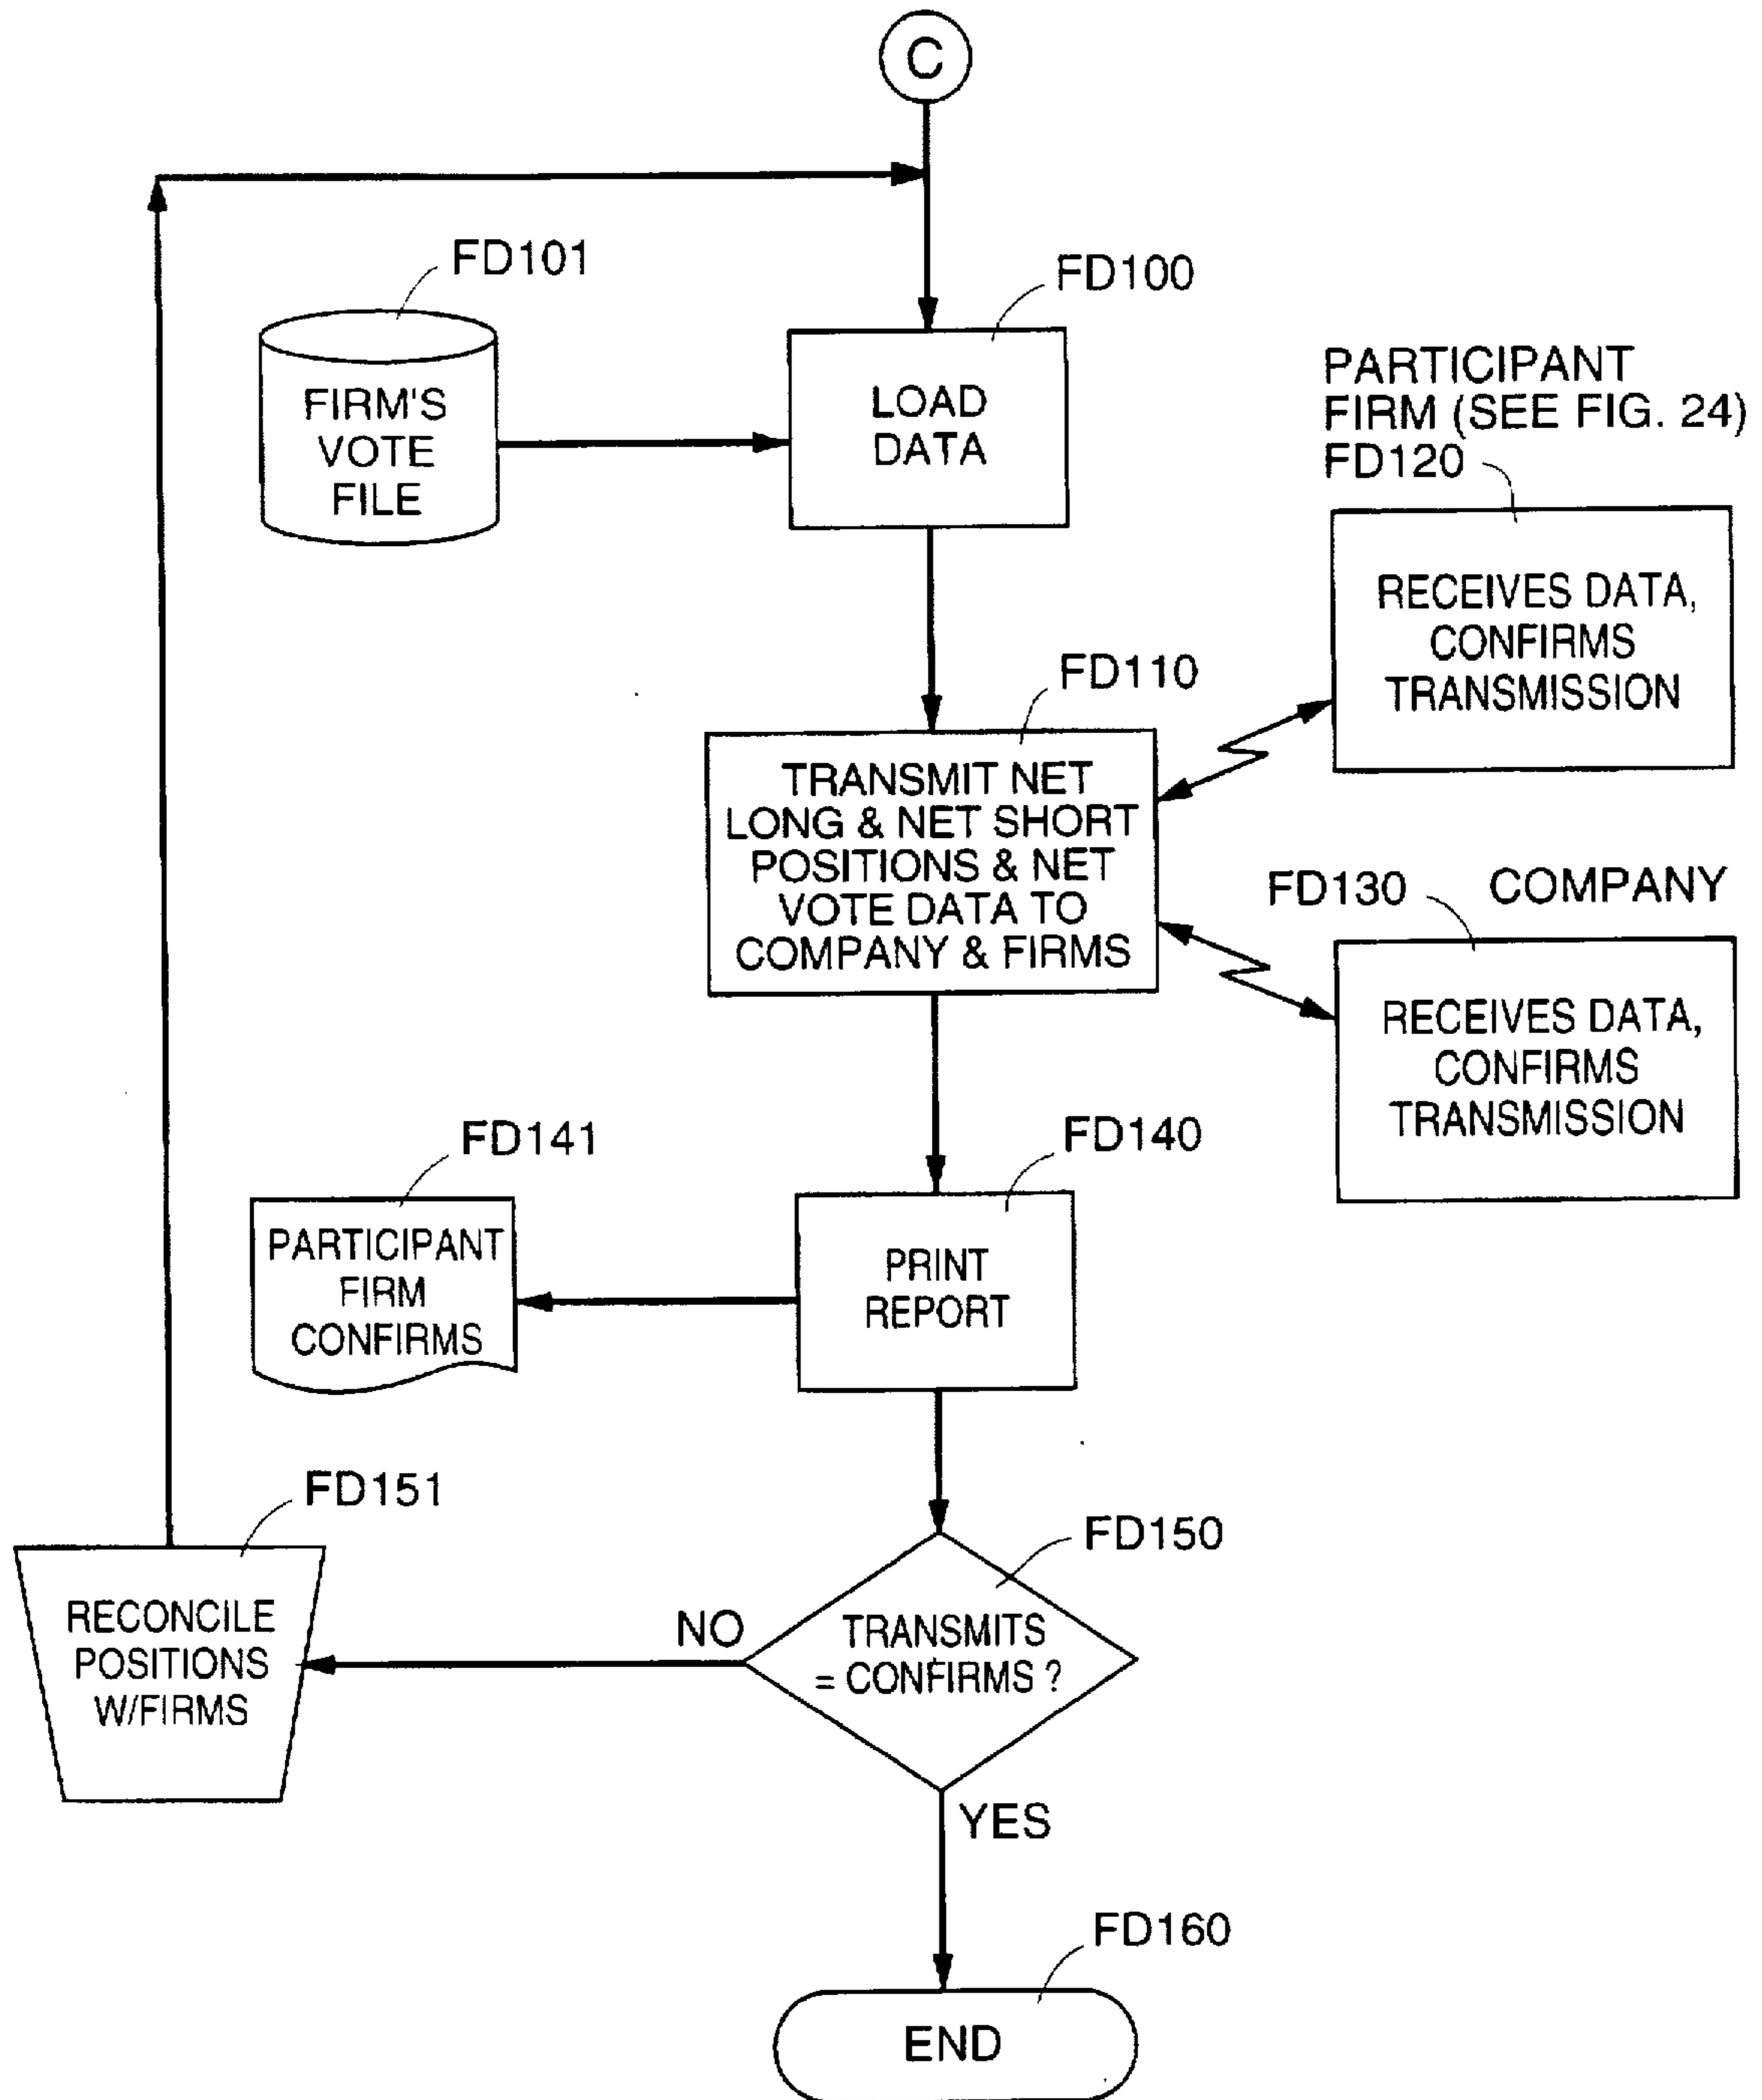 C
FD101
FD100
FIRM'S
VOTE
FILE
LOAD
DATA
PARTICIPANT
FIRM (SEE FIG. 24)
FD120
RECEIVES DATA,
CONFIRMS
TRANSMISSION
FD110
TRANSMIT NET
LONG & NET SHORT
POSITIONS & NET
VOTE DATA TO
COMPANY & FIRMS
FD130 COMPANY
RECEIVES DATA,
CONFIRMS
TRANSMISSION
FD141
FD140
PARTICIPANT
FIRM
CONFIRMS
PRINT
REPORT
FD151
FD150
RECONCILE
POSITIONS
W/FIRMS
NO
TRANSMITS
= CONFIRMS ?
YES
FD160
END